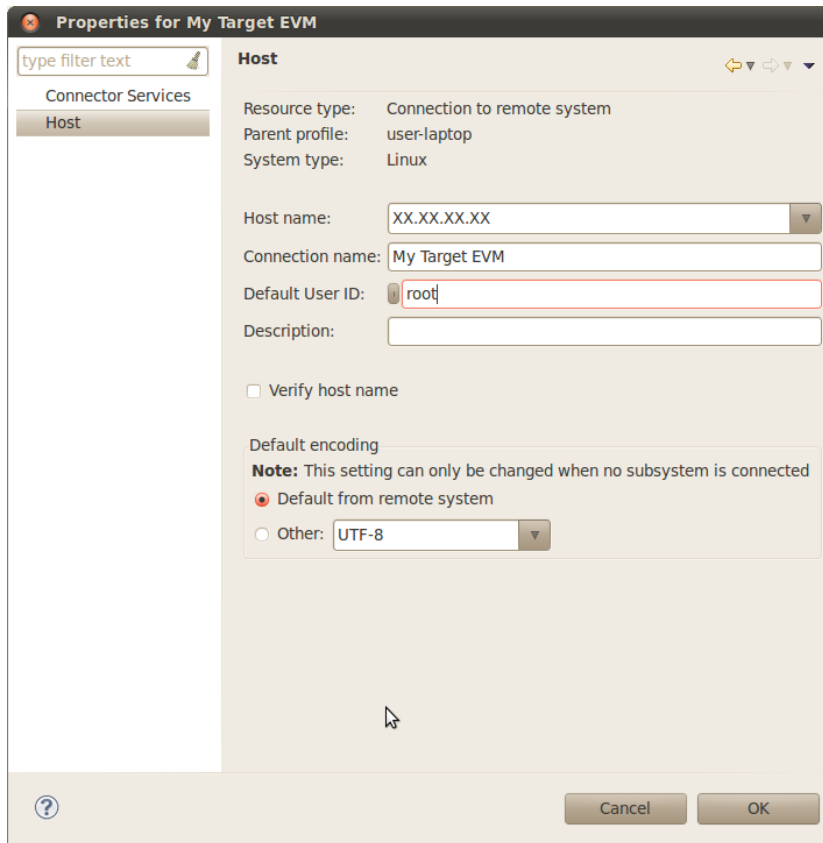 Properties for My Target EVM
type filter text
Connector Services
Host
Host
Resource type: Connection to remote system
Parent profile: user-laptop
System type: Linux
Host name: XX.XX.XX.XX
Connection name: My Target EVM
Default User ID: root
Description:
Verify host name
Default encoding
Note: This setting can only be changed when no subsystem is connected
Default from remote system
Other: UTF-8
Cancel OK